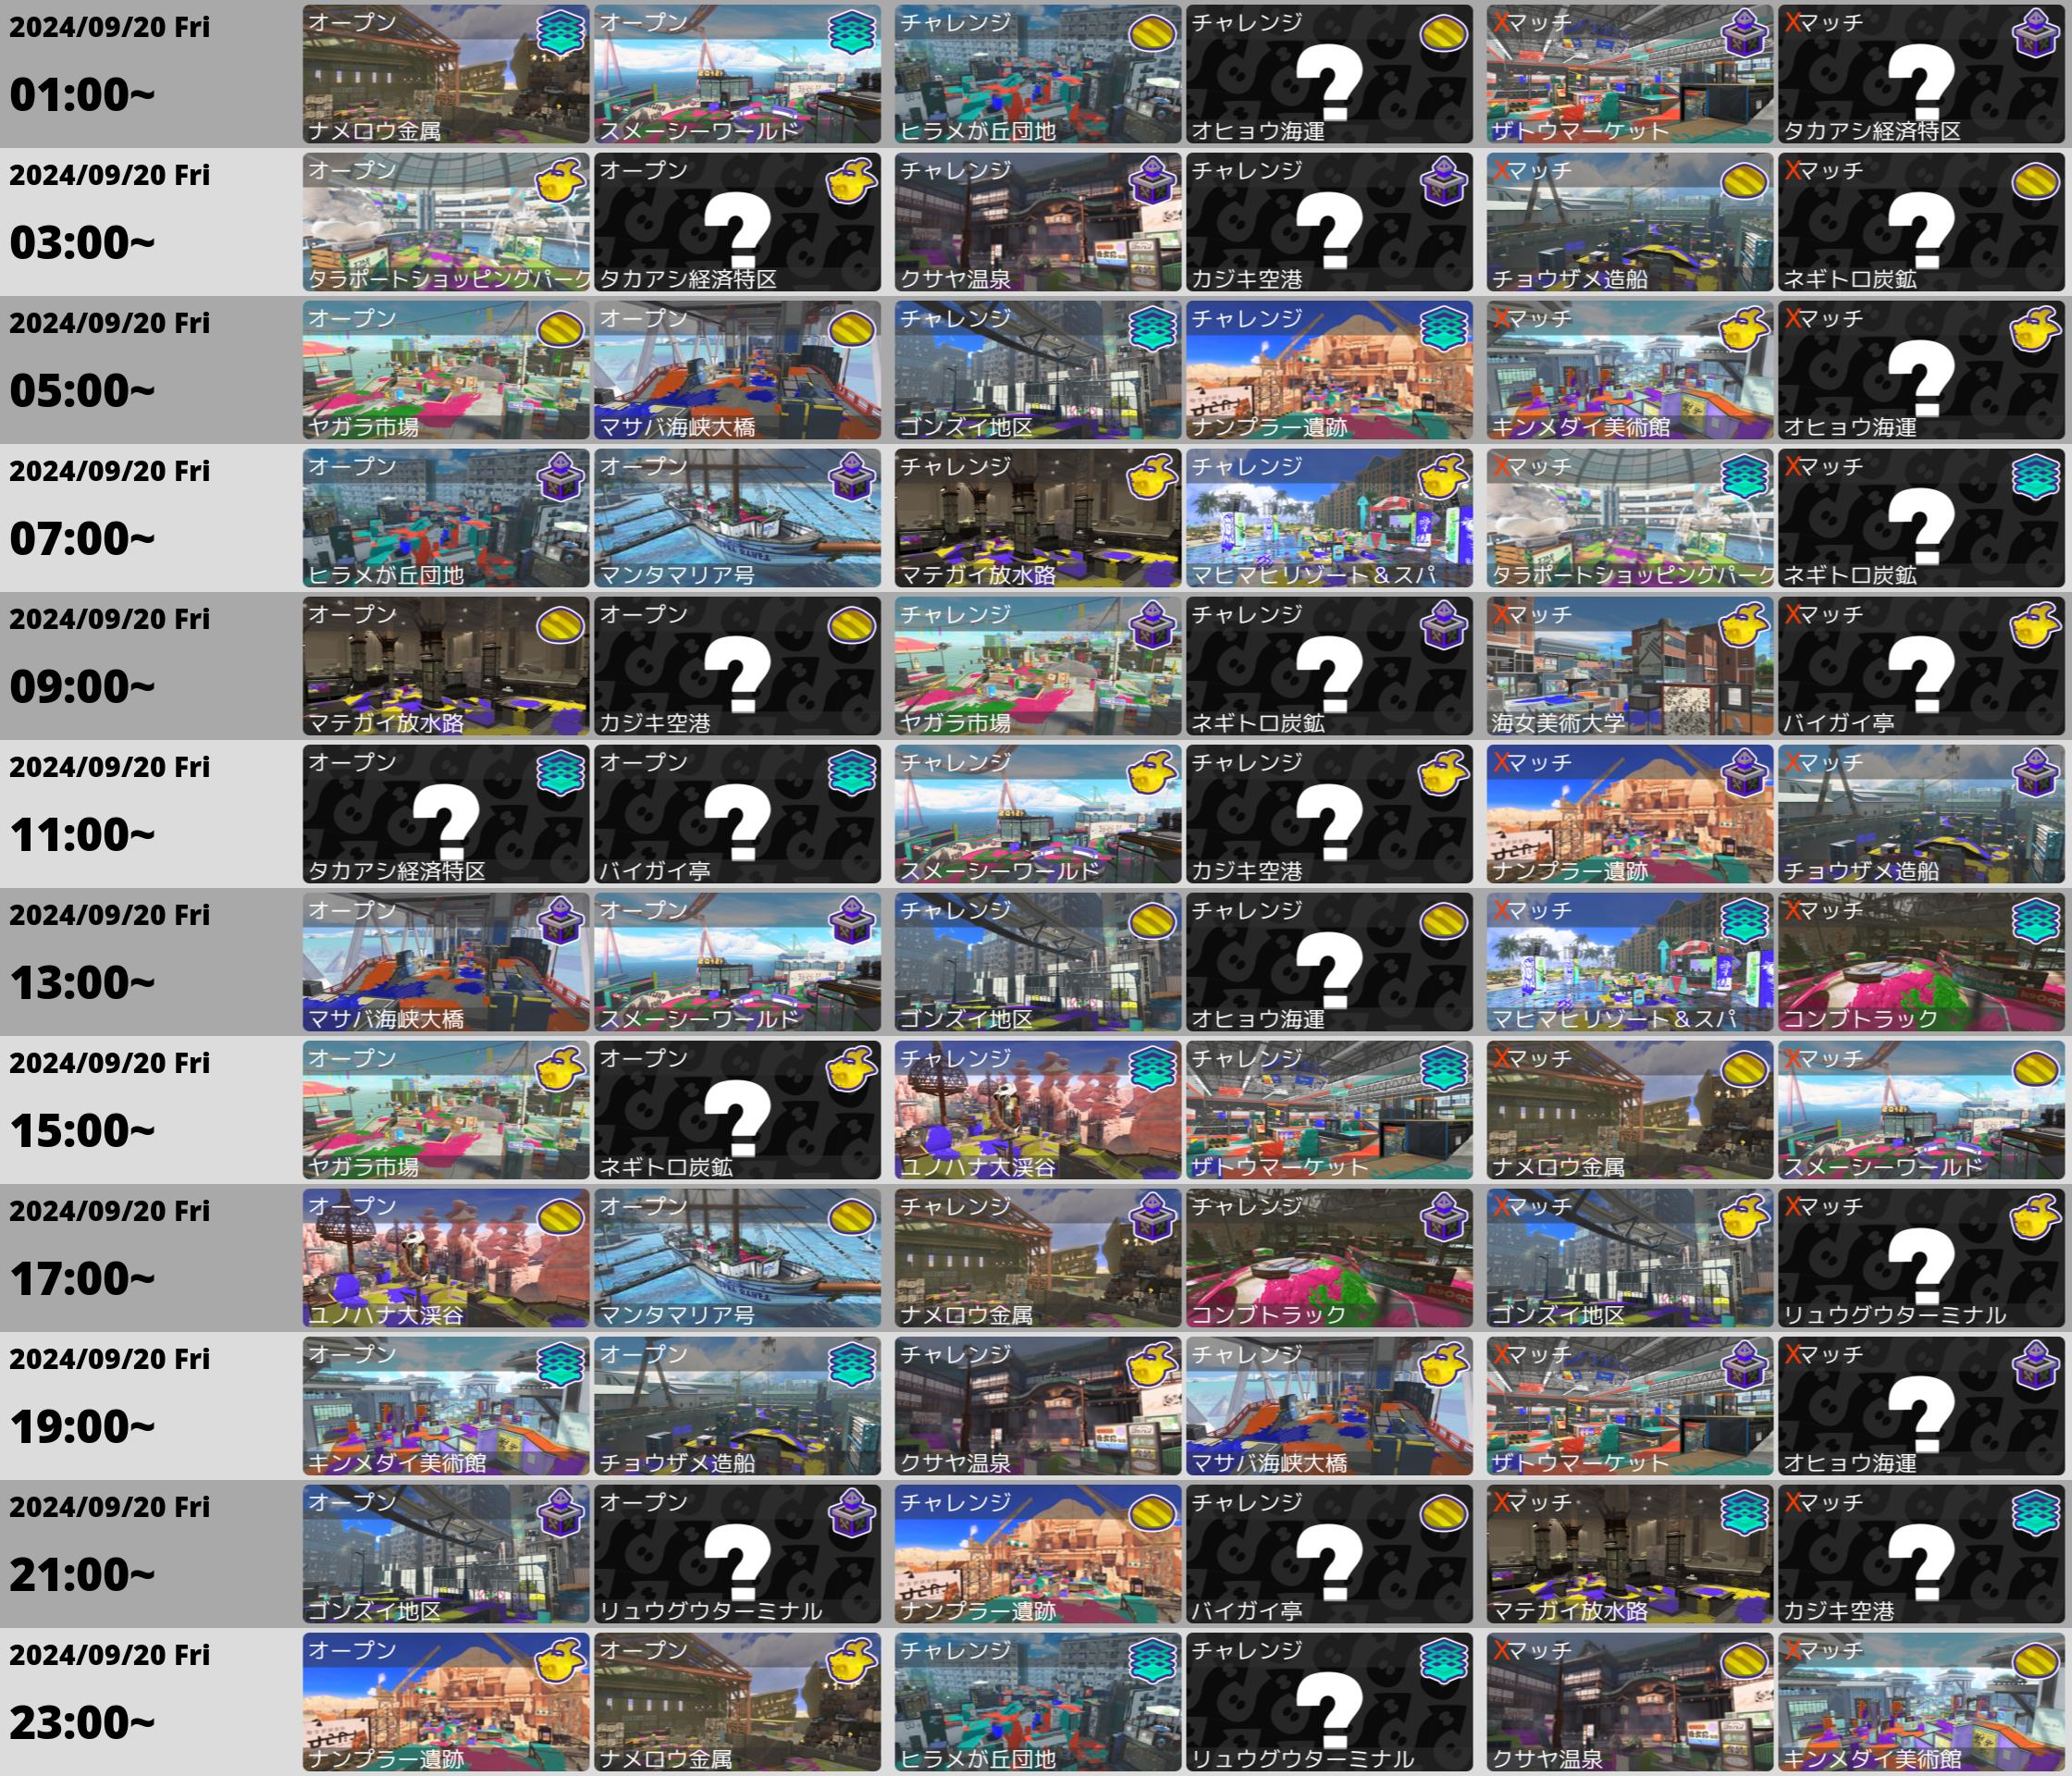 2024/09/20 Fri
01:00~
オープン ナメロウ金属
オープン スメーシーワールド
チャレンジ ヒラメが丘団地
チャレンジ オヒョウ海運
Xマッチ ザトウマーケット
Xマッチ タカアシ経済特区
2024/09/20 Fri
03:00~
オープン タラポートショッピングパーク
オープン タカアシ経済特区
チャレンジ クサヤ温泉
チャレンジ カジキ空港
Xマッチ チョウザメ造船
Xマッチ ネギトロ炭鉱
2024/09/20 Fri
05:00~
オープン ヤガラ市場
オープン マサバ海峡大橋
チャレンジ ゴンズイ地区
チャレンジ ナンプラー遺跡
Xマッチ キンメダイ美術館
Xマッチ オヒョウ海運
2024/09/20 Fri
07:00~
オープン ヒラメが丘団地
オープン マンタマリア号
チャレンジ マテガイ放水路
チャレンジ マヒマヒリゾート&スパ
Xマッチ タラポートショッピングパーク
Xマッチ ネギトロ炭鉱
2024/09/20 Fri
09:00~
オープン マテガイ放水路
オープン カジキ空港
チャレンジ ヤガラ市場
チャレンジ ネギトロ炭鉱
Xマッチ 海女美術大学
Xマッチ バイガイ亭
2024/09/20 Fri
11:00~
オープン タカアシ経済特区
オープン バイガイ亭
チャレンジ スメーシーワールド
チャレンジ カジキ空港
Xマッチ ナンプラー遺跡
Xマッチ チョウザメ造船
2024/09/20 Fri
13:00~
オープン マサバ海峡大橋
オープン スメーシーワールド
チャレンジ ゴンズイ地区
チャレンジ オヒョウ海運
Xマッチ マヒマヒリゾート&スパ
Xマッチ コンブトラック
2024/09/20 Fri
15:00~
オープン ヤガラ市場
オープン ネギトロ炭鉱
チャレンジ ユノハナ大渓谷
チャレンジ ザトウマーケット
Xマッチ ナメロウ金属
Xマッチ スメーシーワールド
2024/09/20 Fri
17:00~
オープン ユノハナ大渓谷
オープン マンタマリア号
チャレンジ ナメロウ金属
チャレンジ コンブトラック
Xマッチ ゴンズイ地区
Xマッチ リュウグウターミナル
2024/09/20 Fri
19:00~
オープン キンメダイ美術館
オープン チョウザメ造船
チャレンジ クサヤ温泉
チャレンジ マサバ海峡大橋
Xマッチ ザトウマーケット
Xマッチ オヒョウ海運
2024/09/20 Fri
21:00~
オープン ゴンズイ地区
オープン リュウグウターミナル
チャレンジ ナンプラー遺跡
チャレンジ バイガイ亭
Xマッチ マテガイ放水路
Xマッチ カジキ空港
2024/09/20 Fri
23:00~
オープン ナンプラー遺跡
オープン ナメロウ金属
チャレンジ ヒラメが丘団地
チャレンジ リュウグウターミナル
Xマッチ クサヤ温泉
Xマッチ キンメダイ美術館